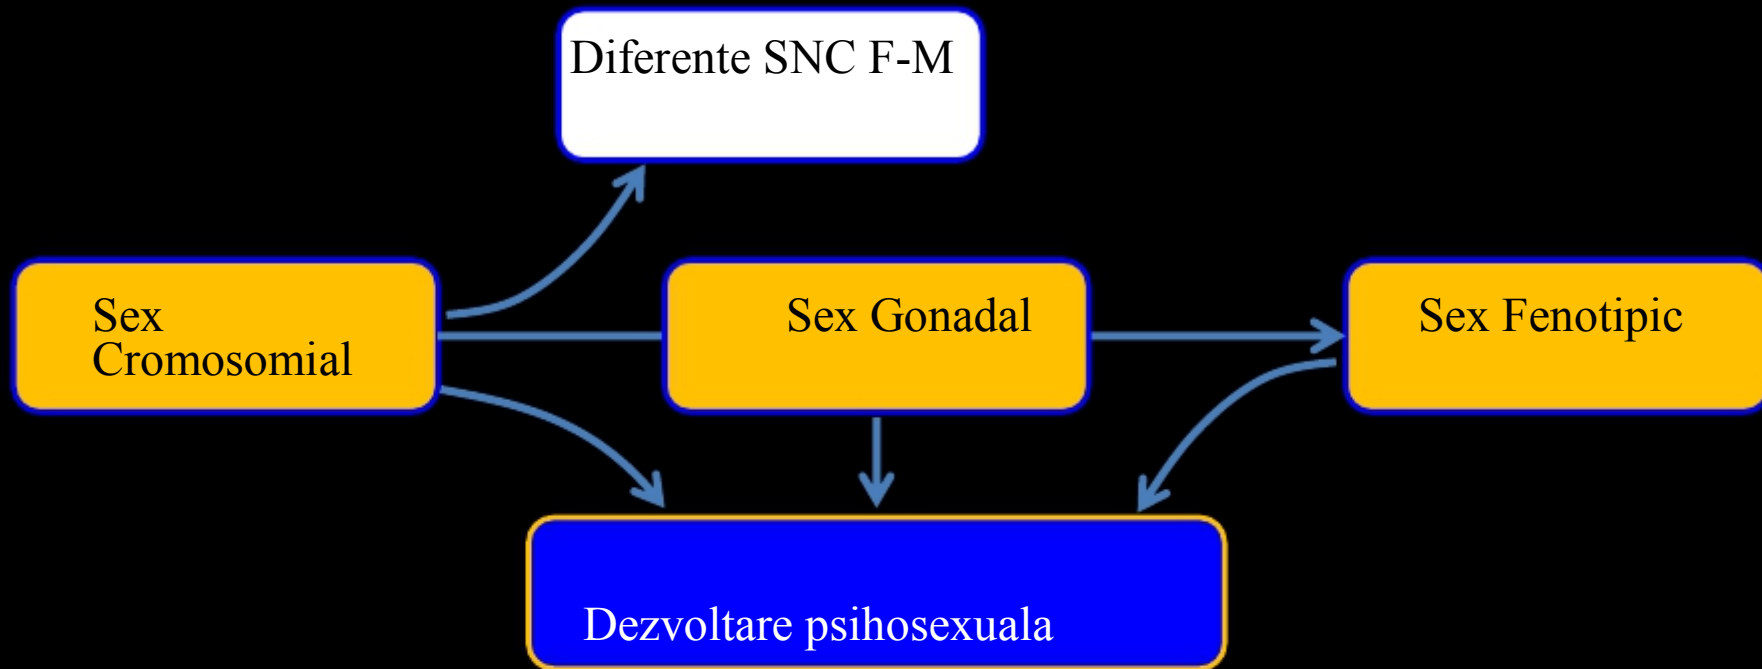 Diferente SNC F-M
Sex
Cromosomial
Sex Gonadal
Sex Fenotipic
Dezvoltare psihosexuala